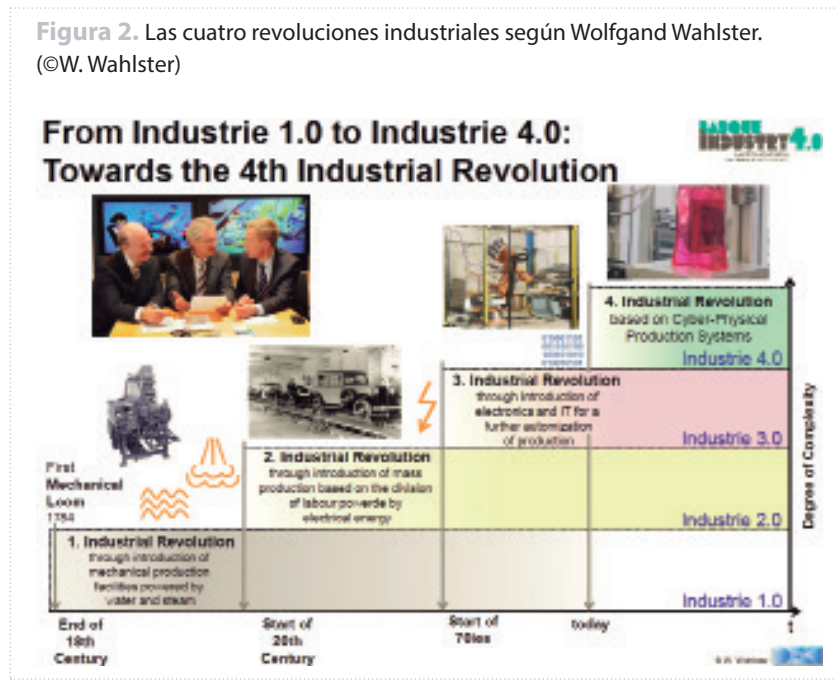 Figura 2. Las cuatro revoluciones industriales según Wolfgand Wahlster.
(©W. Wahlster)
From Industrie 1.0 to Industrie 4.0:
Towards the 4th Industrial Revolution
INDUSTRY 4.0
4. Industrial Revolution
based on Cyber-Physical
Production Systems
Industrie 4.0
3. Industrial Revolution
through introduction of
electronics and IT for a
further automization
of production
Industrie 3.0
2. Industrial Revolution
through introduction of mass
production based on the division
of labour powerde by
electrical energy
Industrie 2.0
First
Mechanical
Loom
1784
1. Industrial Revolution
through introduction of
mechanical production
facilities powered by
water and steam
Industrie 1.0
Degree of Complexity
End of
18th
Century
Start of
20th
Century
Start of
70ies
today
t
© W. Wahlster